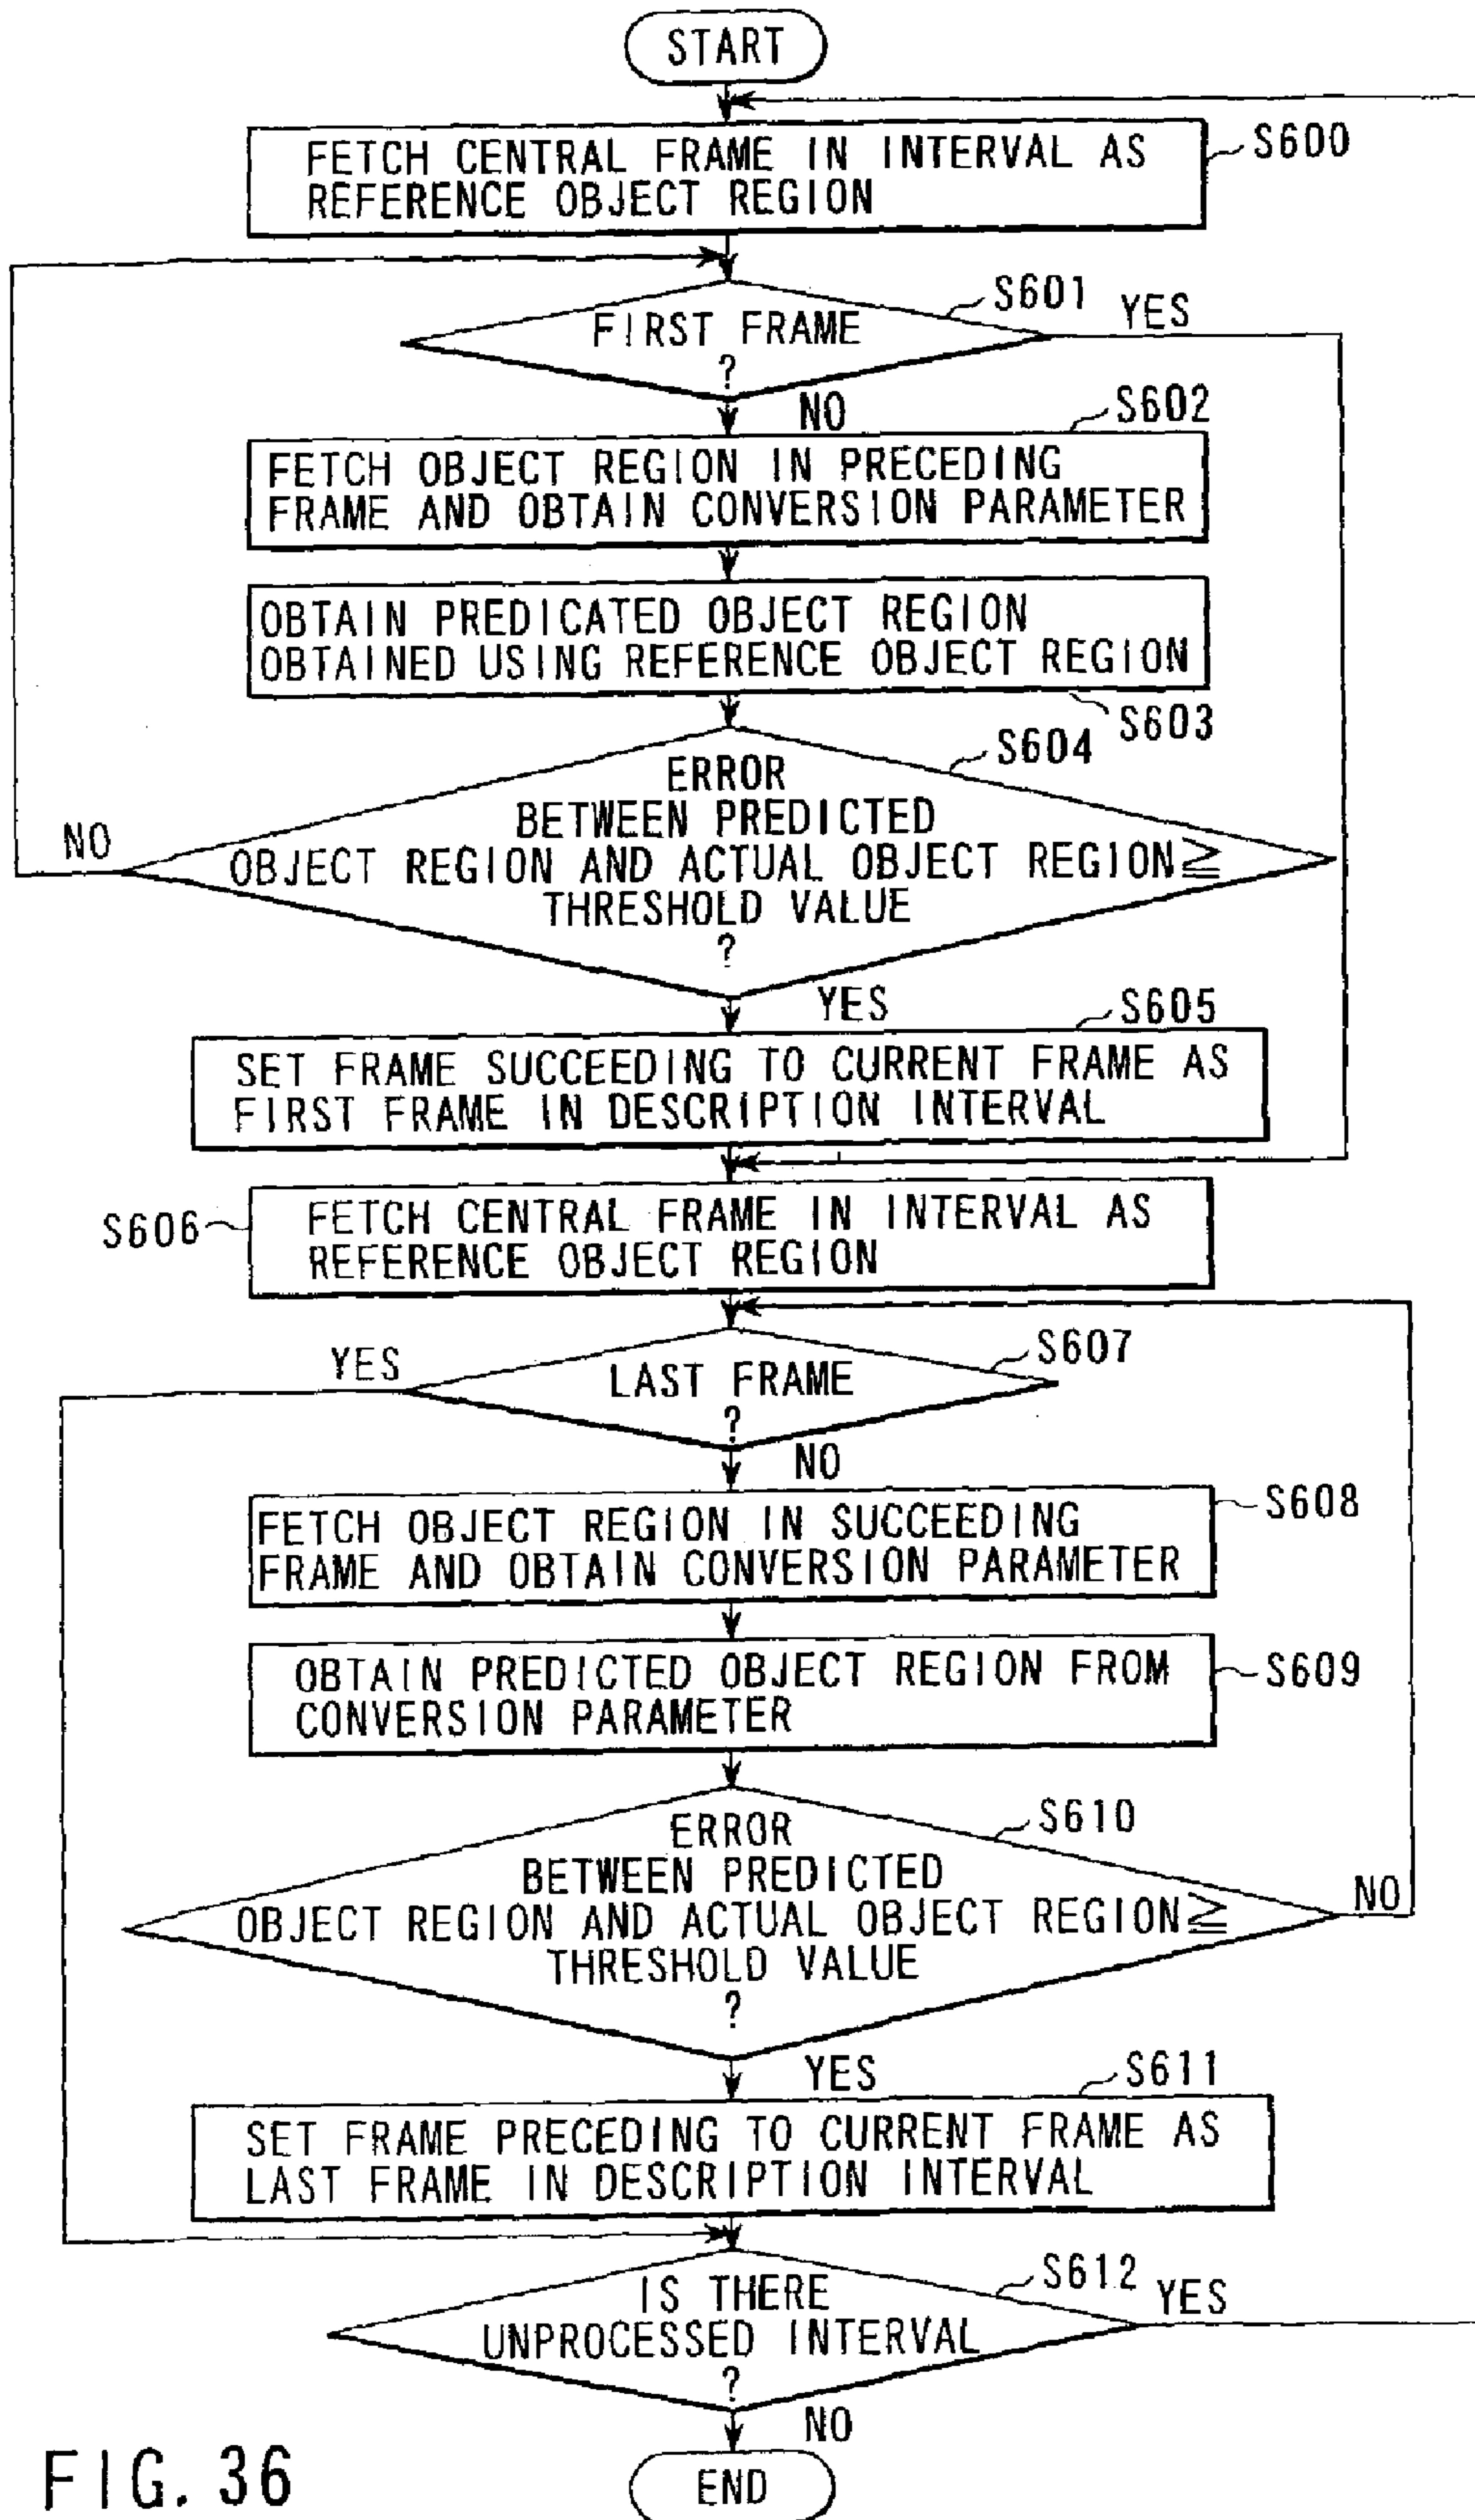 START
FETCH CENTRAL FRAME IN INTERVAL AS
REFERENCE OBJECT REGION
S600
S601
YES
FIRST FRAME
?
NO
S602
FETCH OBJECT REGION IN PRECEDING
FRAME AND OBTAIN CONVERSION PARAMETER
OBTAIN PREDICATED OBJECT REGION
OBTAINED USING REFERENCE OBJECT REGION
S603
S604
ERROR
BETWEEN PREDICTED
OBJECT REGION AND ACTUAL OBJECT REGION≧
THRESHOLD VALUE
?
NO
YES
S605
SET FRAME SUCCEEDING TO CURRENT FRAME AS
FIRST FRAME IN DESCRIPTION INTERVAL
S606
FETCH CENTRAL FRAME IN INTERVAL AS
REFERENCE OBJECT REGION
S607
YES
LAST FRAME
?
NO
S608
FETCH OBJECT REGION IN SUCCEEDING
FRAME AND OBTAIN CONVERSION PARAMETER
OBTAIN PREDICTED OBJECT REGION FROM
CONVERSION PARAMETER
S609
S610
ERROR
BETWEEN PREDICTED
OBJECT REGION AND ACTUAL OBJECT REGION≧
THRESHOLD VALUE
?
NO
YES
S611
SET FRAME PRECEDING TO CURRENT FRAME AS
LAST FRAME IN DESCRIPTION INTERVAL
S612
YES
IS THERE
UNPROCESSED INTERVAL
?
NO
END
FIG. 36